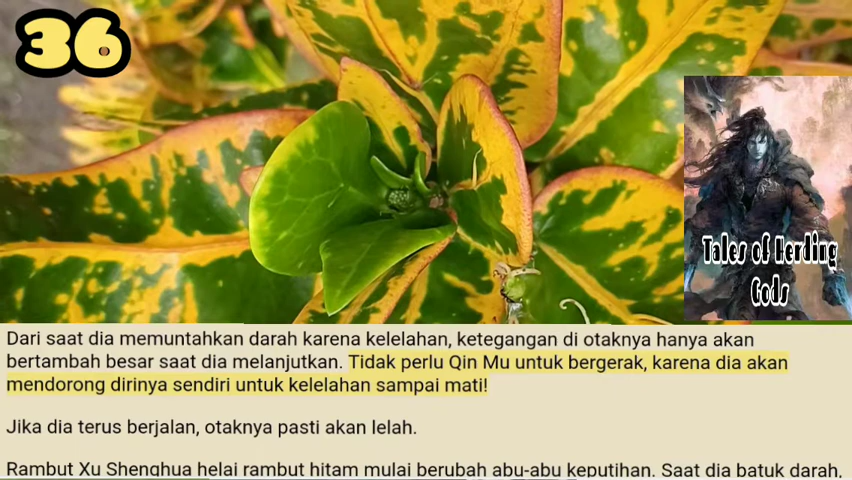 36
Tales of Herding
Gods
Dari saat dia memuntahkan darah karena kelelahan, ketegangan di otaknya hanya akan
bertambah besar saat dia melanjutkan. Tidak perlu Qin Mu untuk bergerak, karena dia akan
mendorong dirinya sendiri untuk kelelahan sampai mati!
Jika dia terus berjalan, otaknya pasti akan lelah.
Rambut Xu Shenghua helai rambut hitam mulai berubah abu-abu keputihan. Saat dia batuk darah,